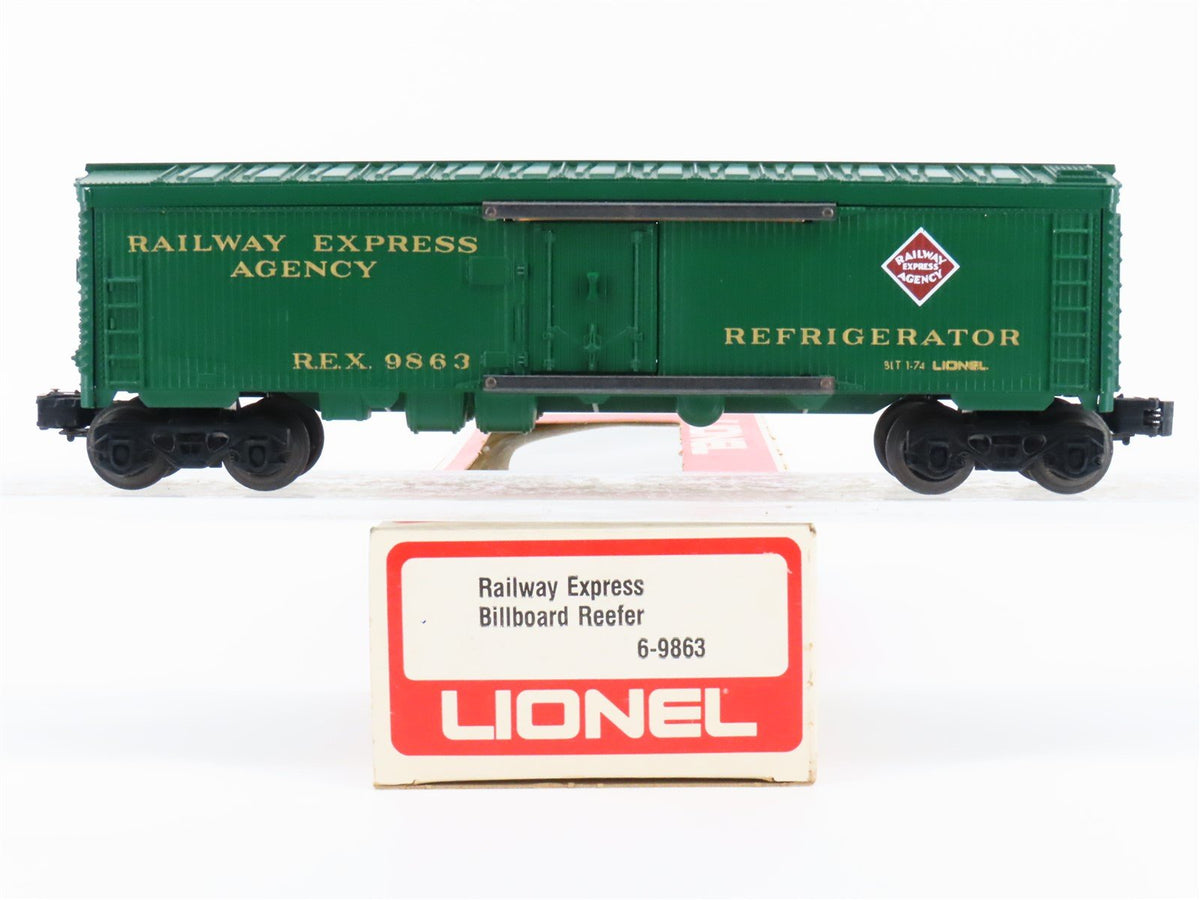 RAILWAY EXPRESS
AGENCY
R.E.X. 9863
RAILWAY
EXPRESS
AGENCY
REFRIGERATOR
BLT 1-74 LIONEL
Railway Express
Billboard Reefer
6-9863
LIONEL